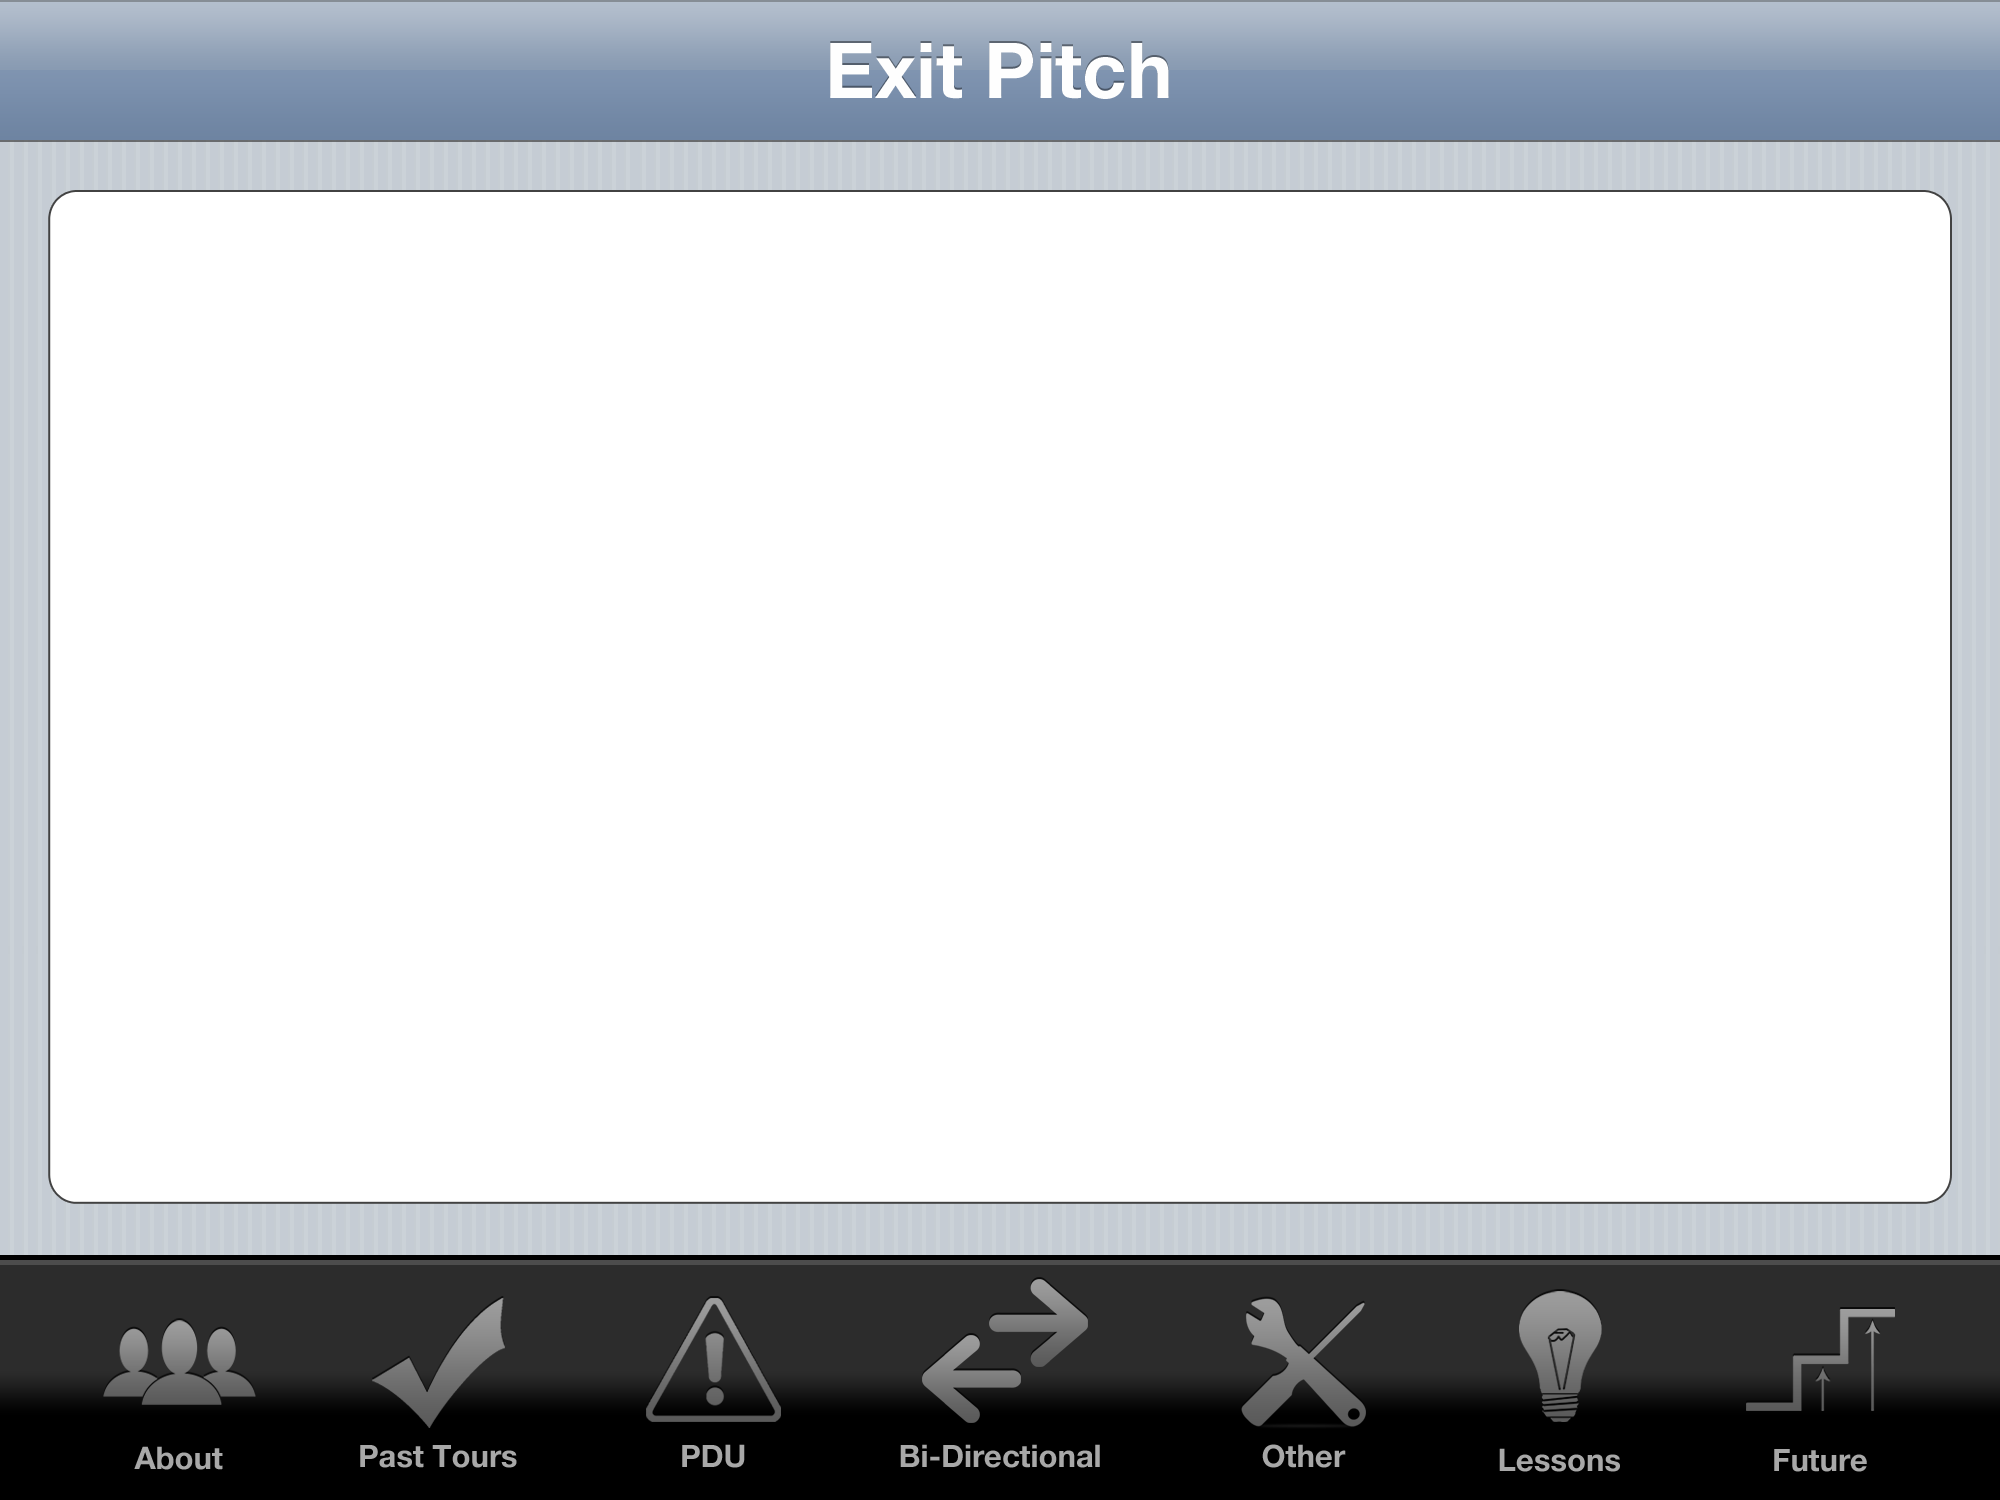 Exit Pitch
About
Past Tours
PDU
Bi-Directional
Other
Lessons
Future